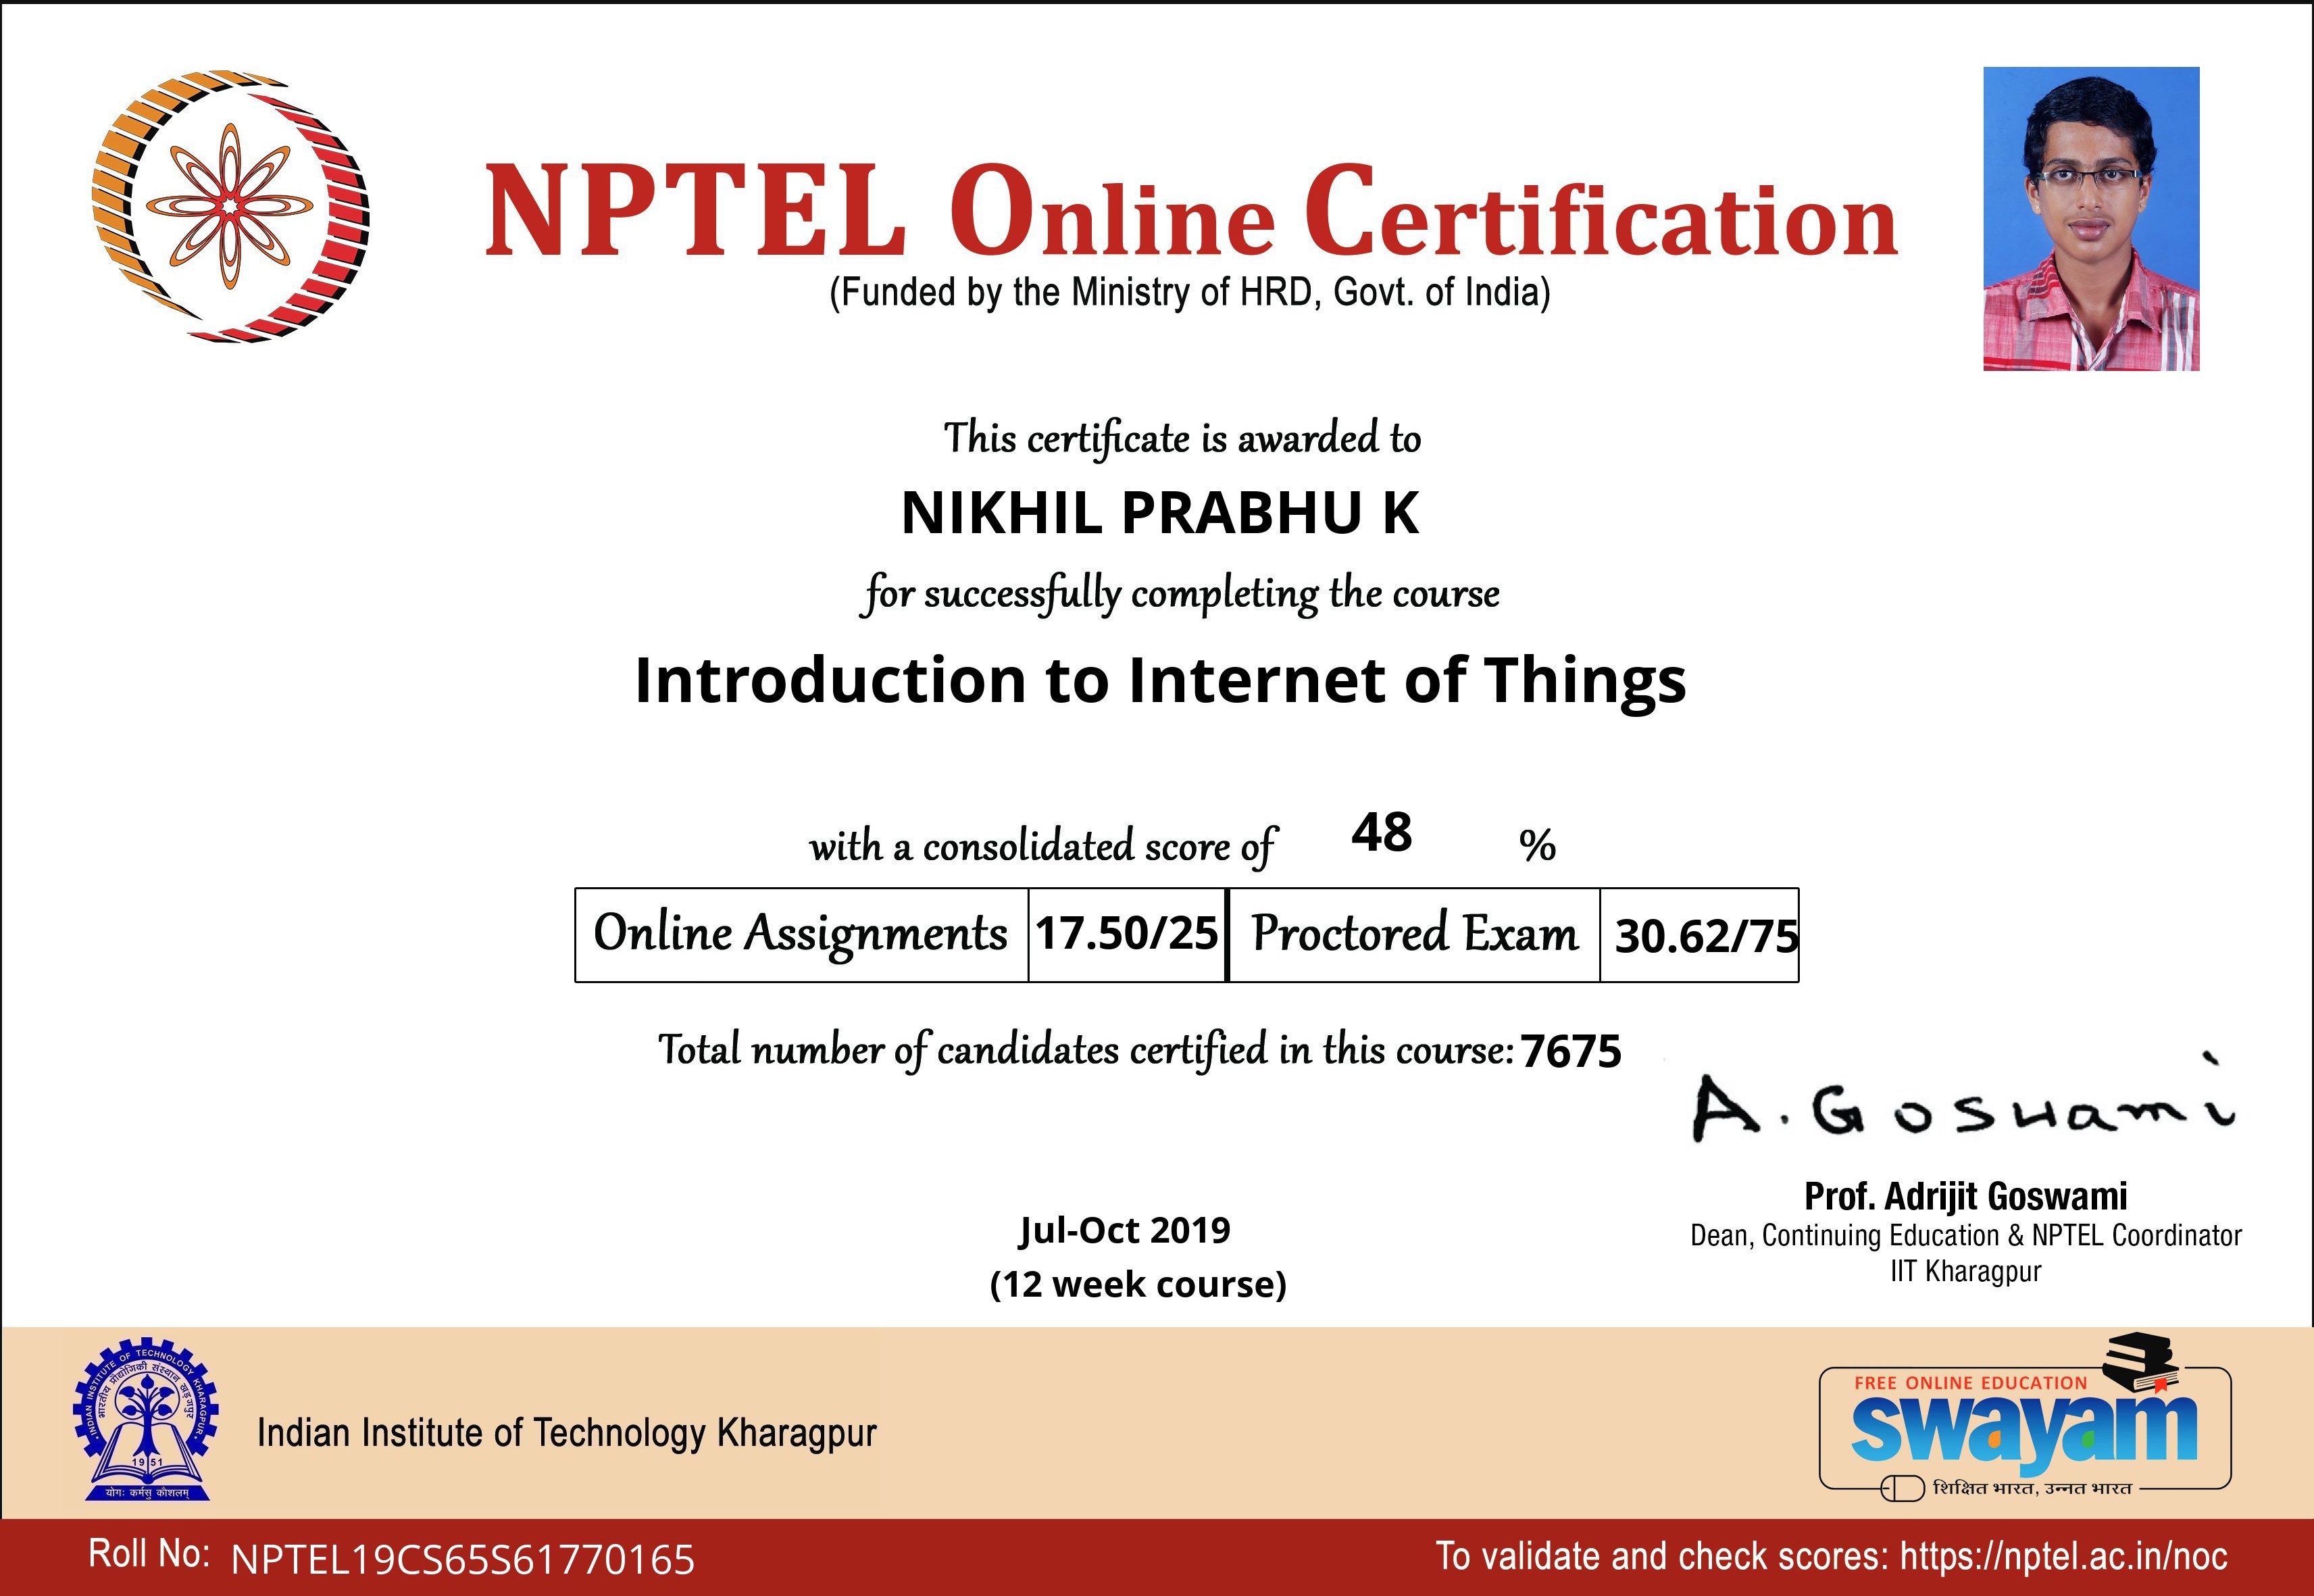 NPTEL Online Certification
(Funded by the Ministry of HRD, Govt. of India)
This certificate is awarded to
NIKHIL PRABHU K
for successfully completing the course
Introduction to Internet of Things
with a consolidated score of 48 %
Online Assignments 17.50/25 Proctored Exam 30.62/75
Total number of candidates certified in this course: 7675
A. Goswami
Prof. Adrijit Goswami
Dean, Continuing Education & NPTEL Coordinator
IIT Kharagpur
Jul-Oct 2019
(12 week course)
INDIAN INSTITUTE OF TECHNOLOGY KHARAGPUR
भारतीय प्रौद्योगिकी संस्थान खड़गपुर
19 51
योगः कर्मसु कौशलम्
Indian Institute of Technology Kharagpur
FREE ONLINE EDUCATION
swayam
शिक्षित भारत, उन्नत भारत
Roll No: NPTEL19CS65S61770165
To validate and check scores: https://nptel.ac.in/noc